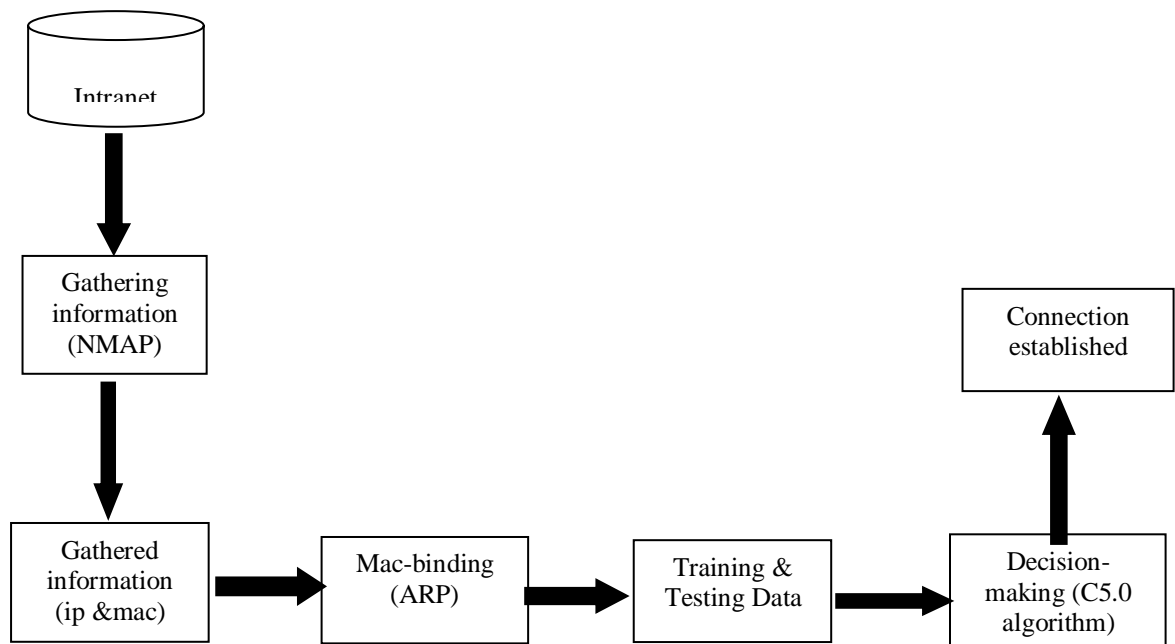 Intranet
Gathering
information
(NMAP)
Connection
established
Gathered
information
(ip &mac)
Mac-binding
(ARP)
Training &
Testing Data
Decision-
making (C5.0
algorithm)